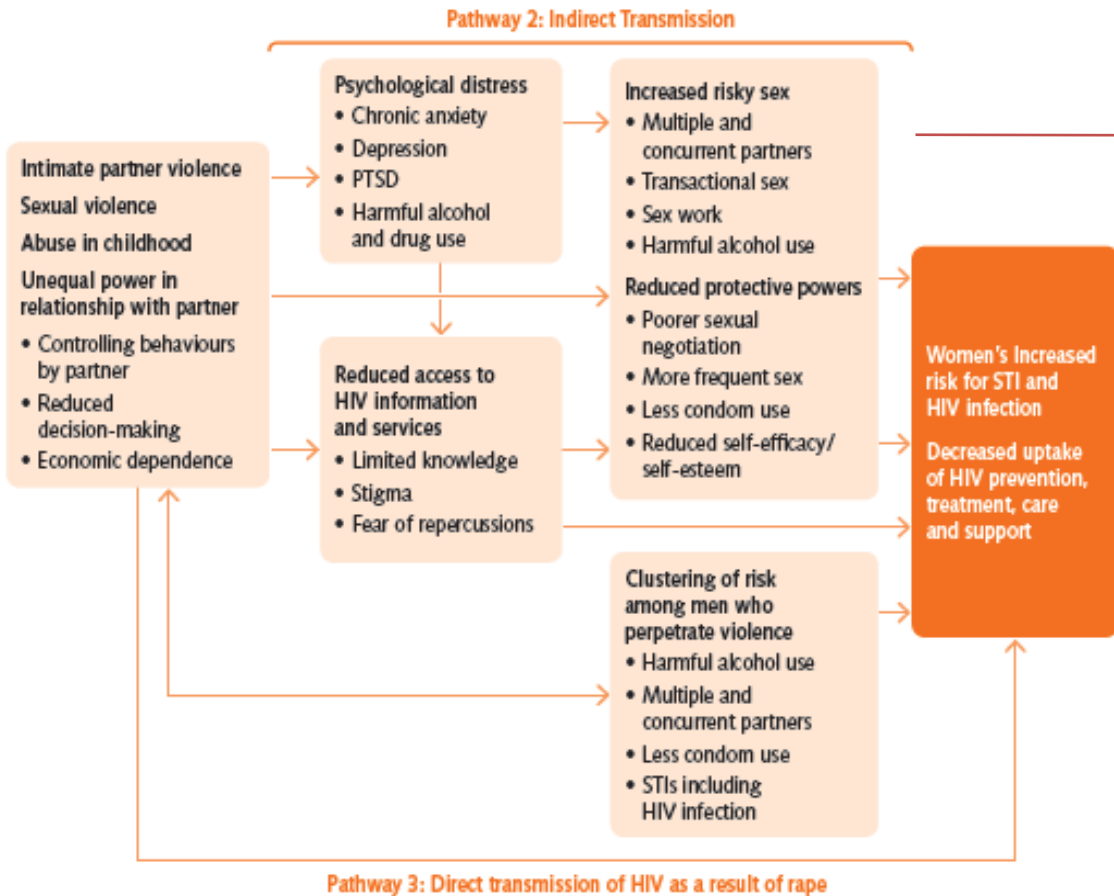 Pathway 2: Indirect Transmission
Intimate partner violence
Sexual violence
Abuse in childhood
Unequal power in
relationship with partner
• Controlling behaviours
by partner
• Reduced
decision-making
• Economic dependence
Psychological distress
• Chronic anxiety
• Depression
• PTSD
• Harmful alcohol
and drug use
Reduced access to
HIV information
and services
• Limited knowledge
• Stigma
• Fear of repercussions
Increased risky sex
• Multiple and
concurrent partners
• Transactional sex
• Sex work
• Harmful alcohol use
Reduced protective powers
• Poorer sexual
negotiation
• More frequent sex
• Less condom use
• Reduced self-efficacy/
self-esteem
Clustering of risk
among men who
perpetrate violence
• Harmful alcohol use
• Multiple and
concurrent partners
• Less condom use
• STIs including
HIV infection
Women's Increased
risk for STI and
HIV infection
Decreased uptake
of HIV prevention,
treatment, care
and support
Pathway 3: Direct transmission of HIV as a result of rape